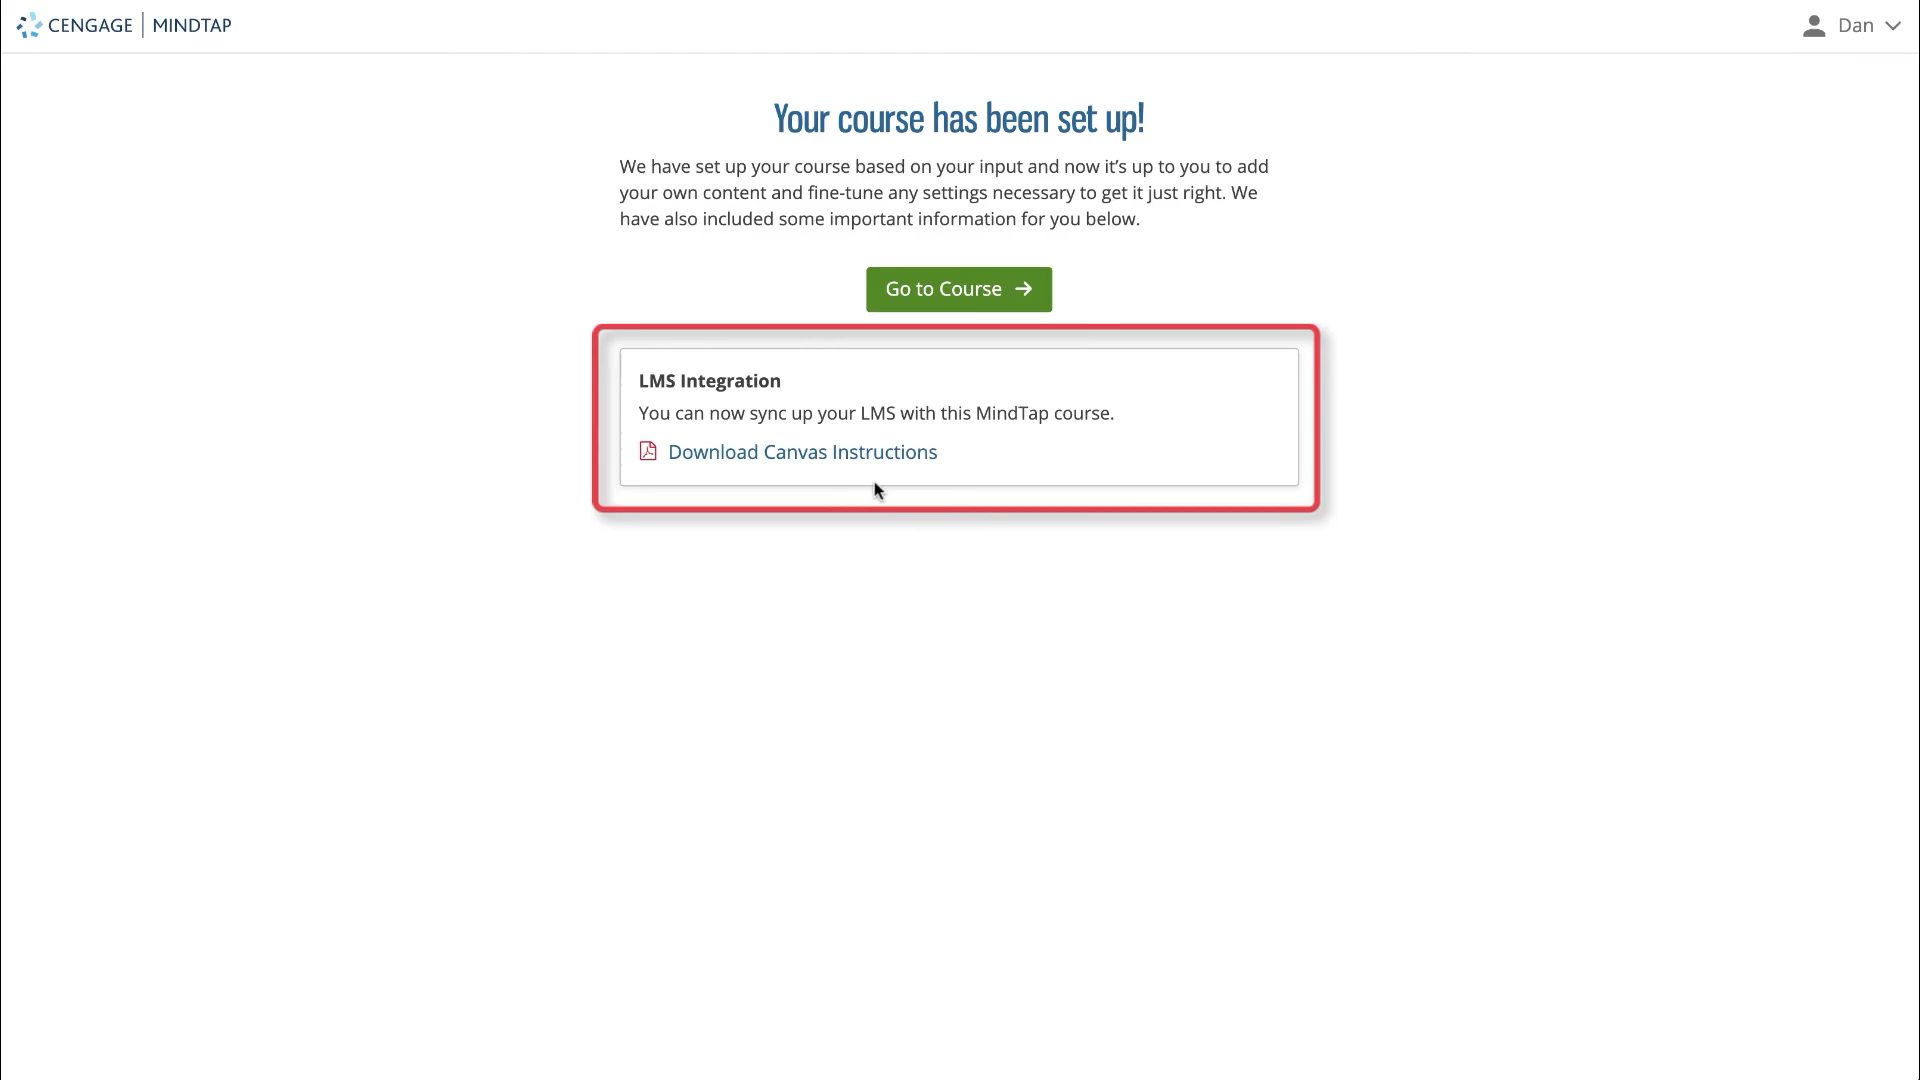 CENGAGE | MINDTAP
Dan
Your course has been set up!
We have set up your course based on your input and now it’s up to you to add
your own content and fine-tune any settings necessary to get it just right. We
have also included some important information for you below.
Go to Course
LMS Integration
You can now sync up your LMS with this MindTap course.
Download Canvas Instructions